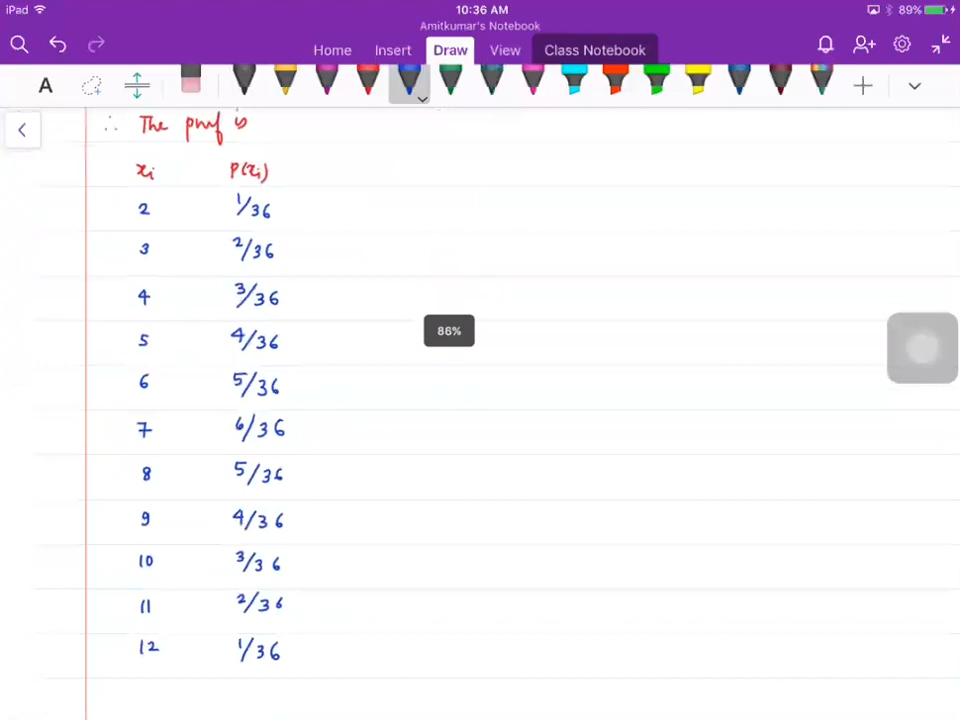 iPad 10:36 AM 89%
Amitkumar's Notebook
Home Insert Draw View Class Notebook
A
∴ The pmf is
xi P(xi)
2 1/36
3 2/36
4 3/36
5 4/36
86%
6 5/36
7 6/36
8 5/36
9 4/36
10 3/36
11 2/36
12 1/36